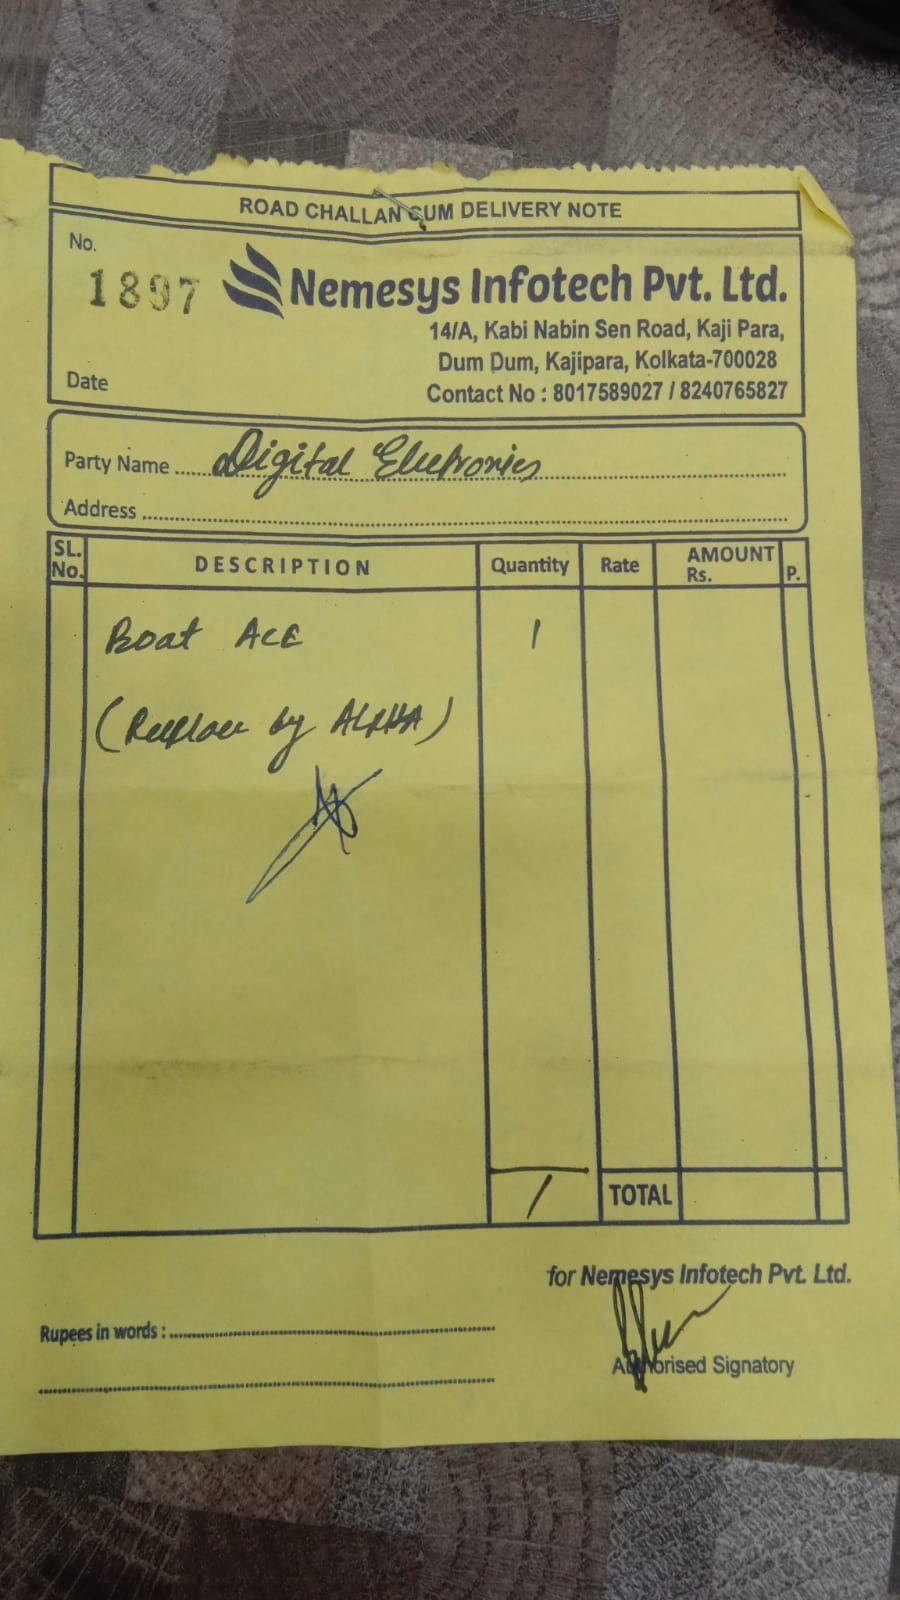 ROAD CHALLAN CUM DELIVERY NOTE
No.
1897
Nemesys Infotech Pvt. Ltd.
14/A, Kabi Nabin Sen Road, Kaji Para,
Dum Dum, Kajipara, Kolkata-700028
Date
Contact No : 8017589027 / 8240765827
Party Name Digital Electronics
Address
SL. No. DESCRIPTION Quantity Rate AMOUNT Rs. P.
Boat ACE 1
(Replace by ALPHA)
1 TOTAL
for Nemesys Infotech Pvt. Ltd.
Rupees in words :
Authorised Signatory